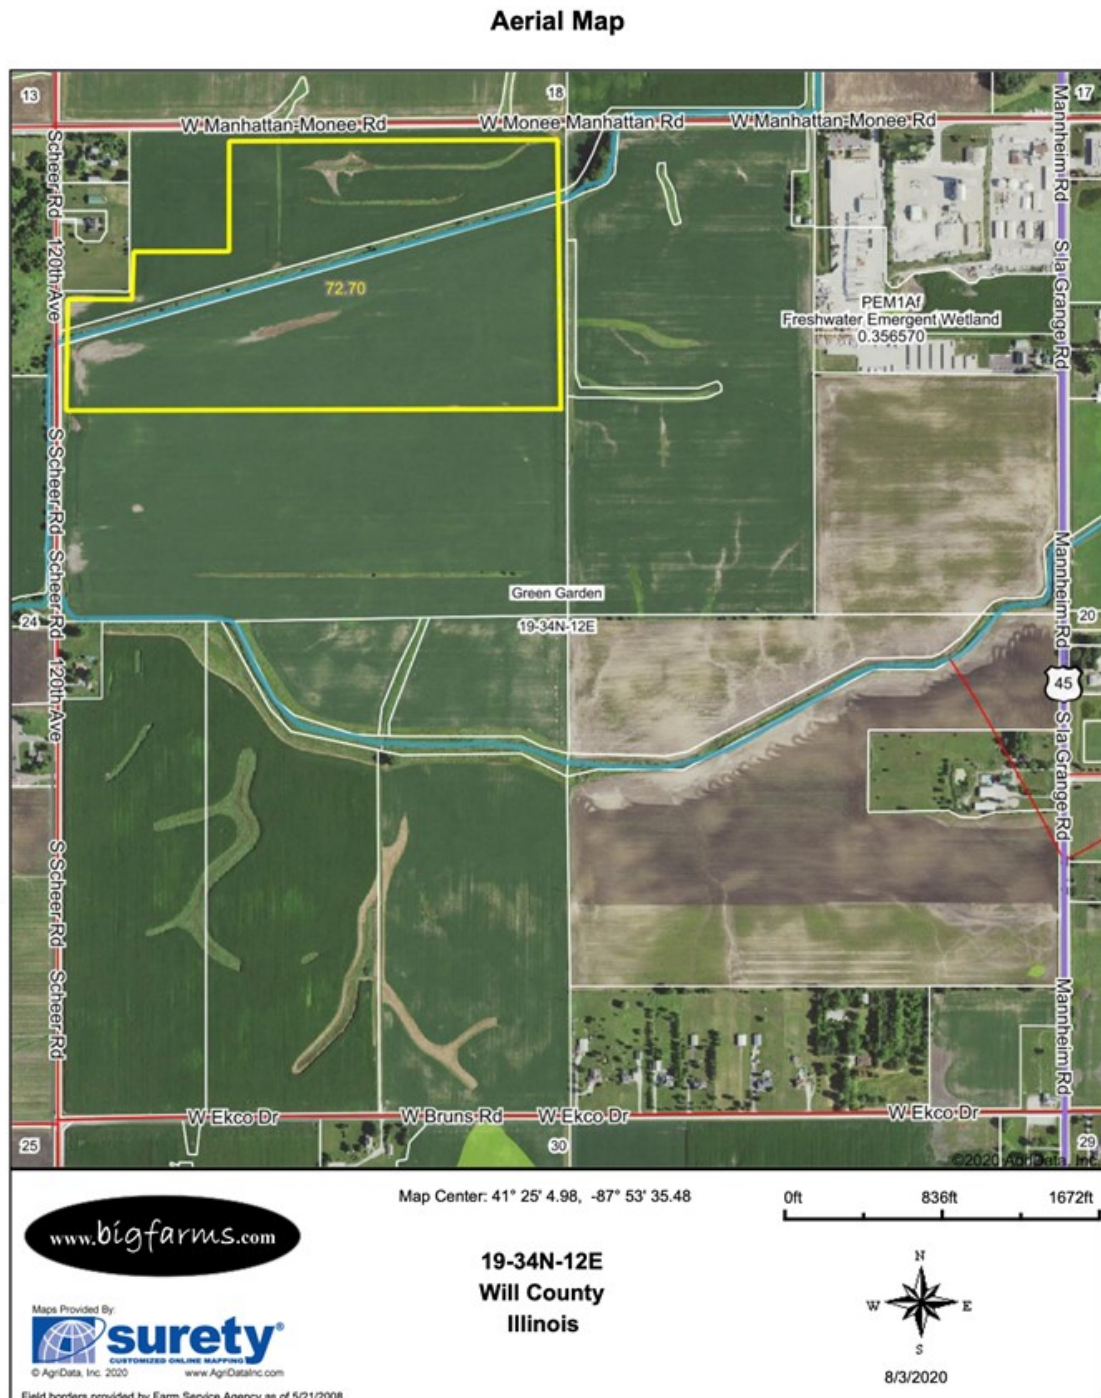 Aerial Map
13
18
17
W Manhattan-Monee Rd
W Monee Manhattan Rd
W Manhattan-Monee Rd
Scheer Rd
120th Ave
Mannheim Rd
S la Grange Rd
72.70
PEM1Af
Freshwater Emergent Wetland
0.356570
S Scheer Rd
Scheer Rd
Mannheim Rd
Green Garden
24
19-34N-12E
20
120th Ave
45
S la Grange Rd
S Scheer Rd
Scheer Rd
Mannheim Rd
W Ekco Dr
W Bruns Rd
W Ekco Dr
W Ekco Dr
25
30
29
©2020 AgriData, Inc.
Map Center: 41° 25' 4.98, -87° 53' 35.48
0ft
836ft
1672ft
www.bigfarms.com
19-34N-12E
Will County
Illinois
N
W
E
S
Maps Provided By:
surety®
CUSTOMIZED ONLINE MAPPING
© AgriData, Inc. 2020
www.AgriDataInc.com
8/3/2020
Field borders provided by Farm Service Agency as of 5/21/2008.